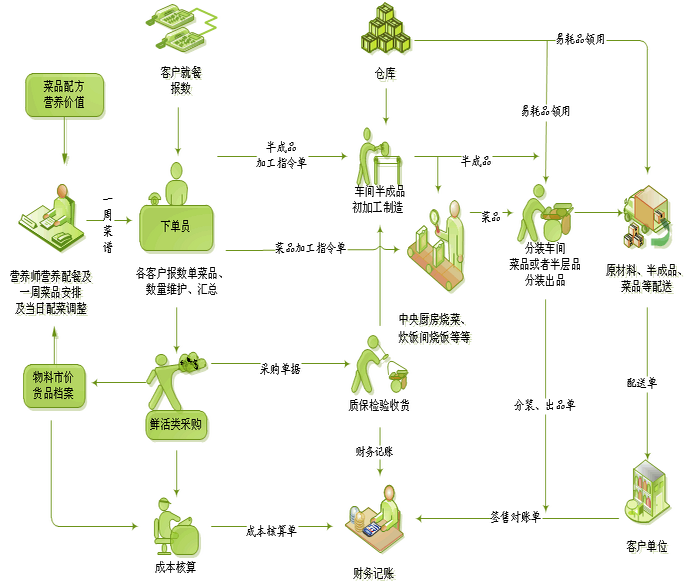 易耗品领用
客户就餐
报数
仓库
菜品配方
营养价值
易耗品领用
半成品
加工指令单
半成品
车间半成品
初加工制造
一周菜谱
下单员
菜品
菜品加工指令单
分装车间
菜品或者半层品
分装出品
营养师营养配餐及
一周菜品安排
及当日配菜调整
各客户报数单菜品、
数量维护、汇总
原材料、半成品、
菜品等配送
中央厨房烧菜、
炊饭间烧饭等等
采购单据
物料市价
货品档案
配送单
质保检验收货
分装、出品单
鲜活类采购
财务记账
签售对账单
成本核算单
客户单位
成本核算
财务记账